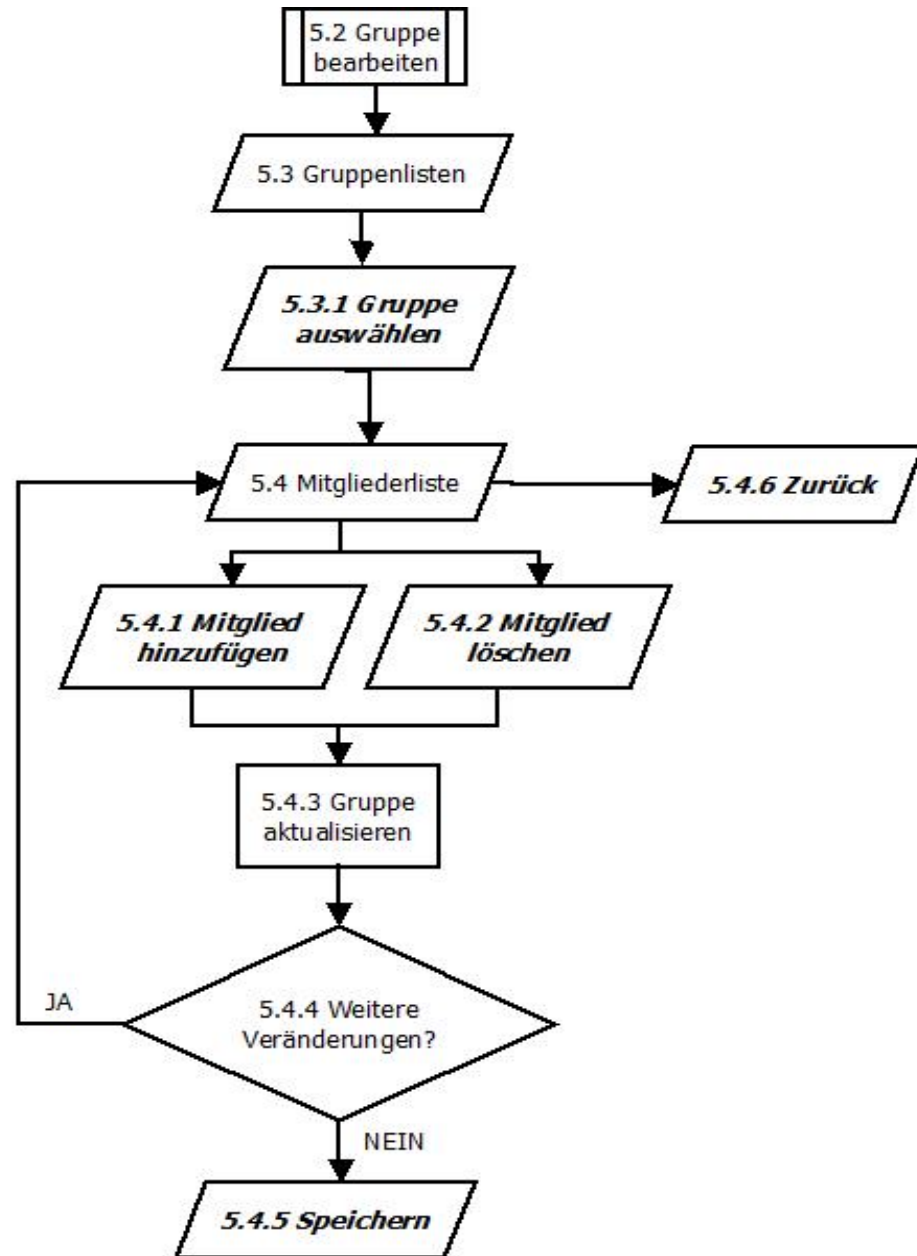 5.2 Gruppe
bearbeiten
5.3 Gruppenlisten
5.3.1 Gruppe
auswählen
5.4 Mitgliederliste
5.4.6 Zurück
5.4.1 Mitglied
hinzufügen
5.4.2 Mitglied
löschen
5.4.3 Gruppe
aktualisieren
JA
5.4.4 Weitere
Veränderungen?
NEIN
5.4.5 Speichern